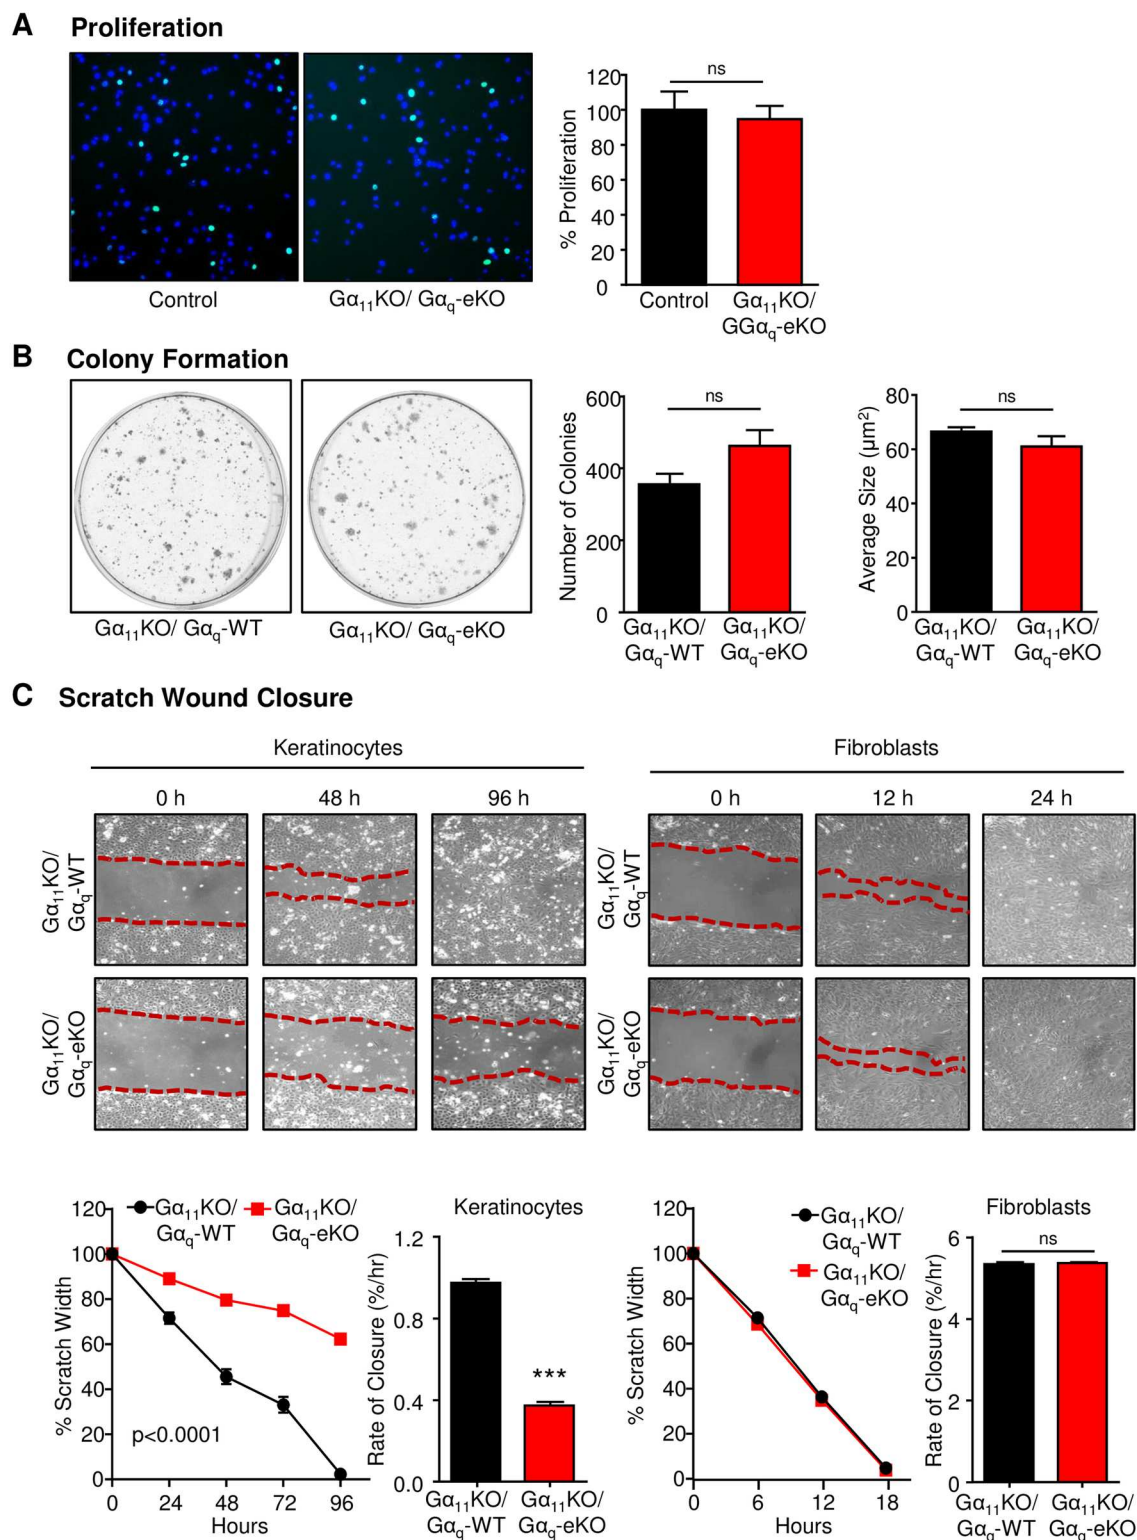 A Proliferation
Control
Gα11KO/ Gαq-eKO
% Proliferation
120
100
80
60
40
20
0
ns
Control
Gα11KO/
GGαq-eKO
B Colony Formation
Gα11KO/ Gαq-WT
Gα11KO/ Gαq-eKO
Number of Colonies
600
400
200
0
ns
Gα11KO/
Gαq-WT
Gα11KO/
Gαq-eKO
Average Size (µm²)
80
60
40
20
0
ns
Gα11KO/
Gαq-WT
Gα11KO/
Gαq-eKO
C Scratch Wound Closure
Keratinocytes
0 h 48 h 96 h
Fibroblasts
0 h 12 h 24 h
Gα11KO/
Gαq-WT
Gα11KO/
Gαq-WT
Gα11KO/
Gαq-eKO
Gα11KO/
Gαq-eKO
% Scratch Width
120
100
80
60
40
20
0
Gα11KO/
Gαq-WT
Gα11KO/
Gαq-eKO
p<0.0001
0 24 48 72 96
Hours
Keratinocytes
Rate of Closure (%/hr)
1.2
0.8
0.4
0.0
***
Gα11KO/
Gαq-WT
Gα11KO/
Gαq-eKO
% Scratch Width
120
100
80
60
40
20
0
Gα11KO/
Gαq-WT
Gα11KO/
Gαq-eKO
0 6 12 18
Hours
Fibroblasts
Rate of Closure (%/hr)
6
4
2
0
ns
Gα11KO/
Gαq-WT
Gα11KO/
Gαq-eKO